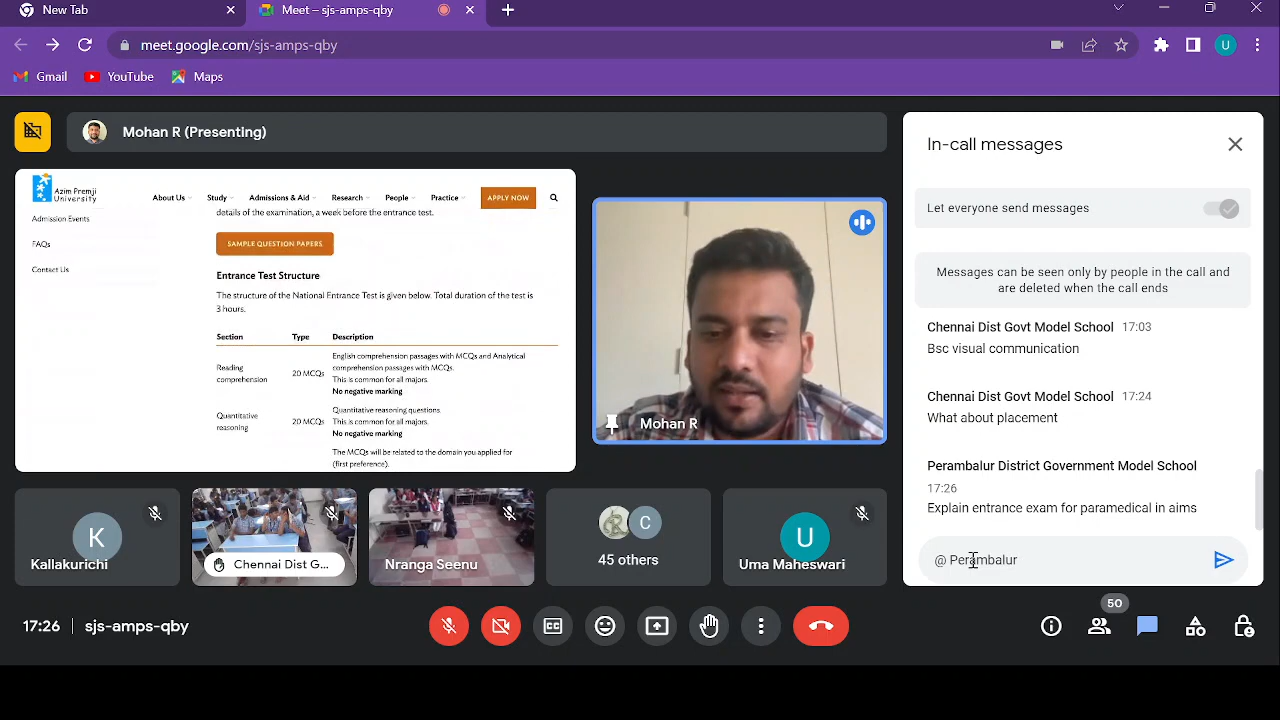 New Tab
Meet – sjs-amps-qby
meet.google.com/sjs-amps-qby
U
Gmail
YouTube
Maps
Mohan R (Presenting)
Azim Premji
University
About Us
Study
Admissions & Aid
Research
People
Practice
APPLY NOW
Admission Events
FAQs
Contact Us
details of the examination, a week before the entrance test.
SAMPLE QUESTION PAPERS
Entrance Test Structure
The structure of the National Entrance Test is given below. Total duration of the test is
3 hours.
Section Type Description
Reading
comprehension
20 MCQs
English comprehension passages with MCQs and Analytical
comprehension passages with MCQs.
This is common for all majors.
No negative marking
Quantitative
reasoning
20 MCQs
Quantitative reasoning questions.
This is common for all majors.
No negative marking
The MCQs will be related to the domain you applied for
(first preference).
Mohan R
K
Kallakurichi
Chennai Dist G...
Nranga Seenu
C
45 others
U
Uma Maheswari
In-call messages
Let everyone send messages
Messages can be seen only by people in the call and
are deleted when the call ends
Chennai Dist Govt Model School 17:03
Bsc visual communication
Chennai Dist Govt Model School 17:24
What about placement
Perambalur District Government Model School
17:26
Explain entrance exam for paramedical in aims
@ Perambalur
17:26 | sjs-amps-qby
50